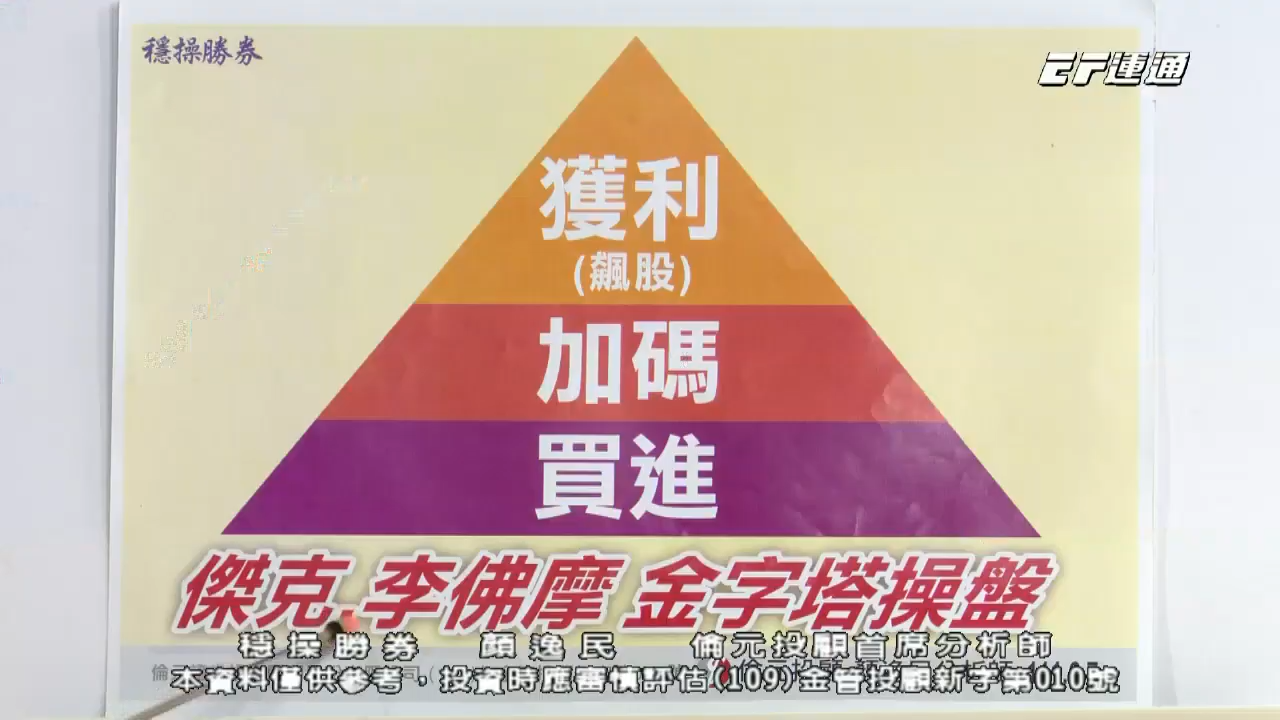 穩操勝券
EF運通
獲利
(飆股)
加碼
買進
傑克.李佛摩 金字塔操盤
穩操勝券 顏逸民 倫元投顧首席分析師
本資料僅供參考，投資時應審慎評估(109)金管投顧新字第010號